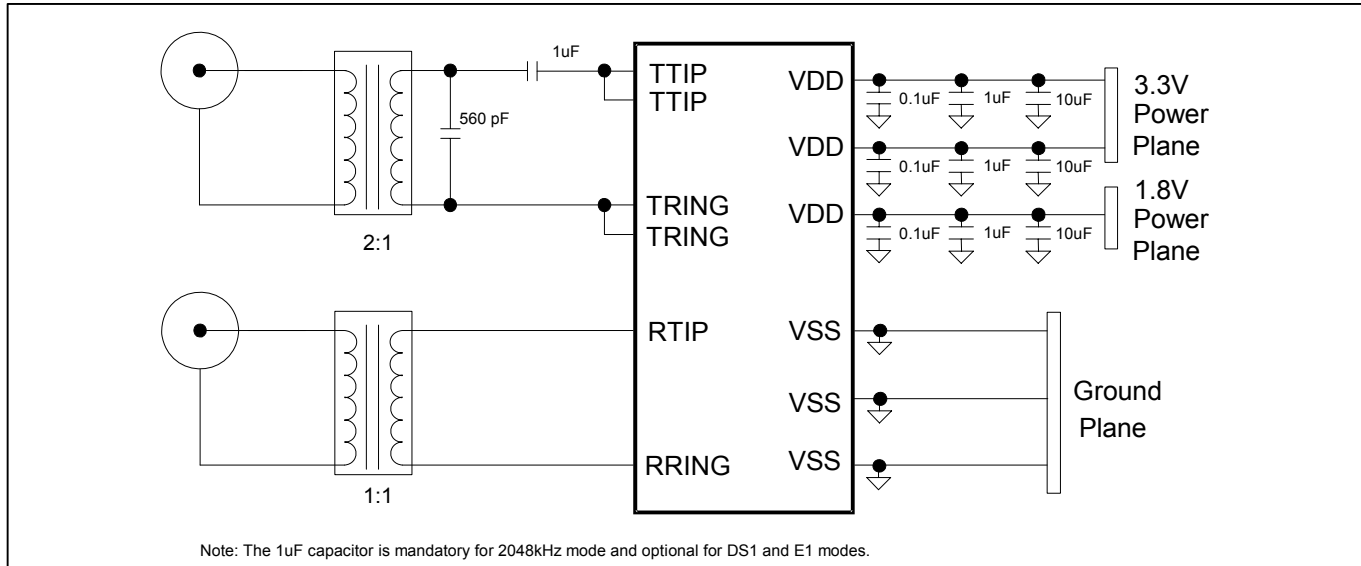 1uF
560 pF
2:1
1:1
TTIP
TTIP
TRING
TRING
RTIP
RRING
VDD
VDD
VDD
VSS
VSS
VSS
0.1uF 1uF 10uF
0.1uF 1uF 10uF
0.1uF 1uF 10uF
3.3V
Power
Plane
1.8V
Power
Plane
Ground
Plane
Note: The 1uF capacitor is mandatory for 2048kHz mode and optional for DS1 and E1 modes.